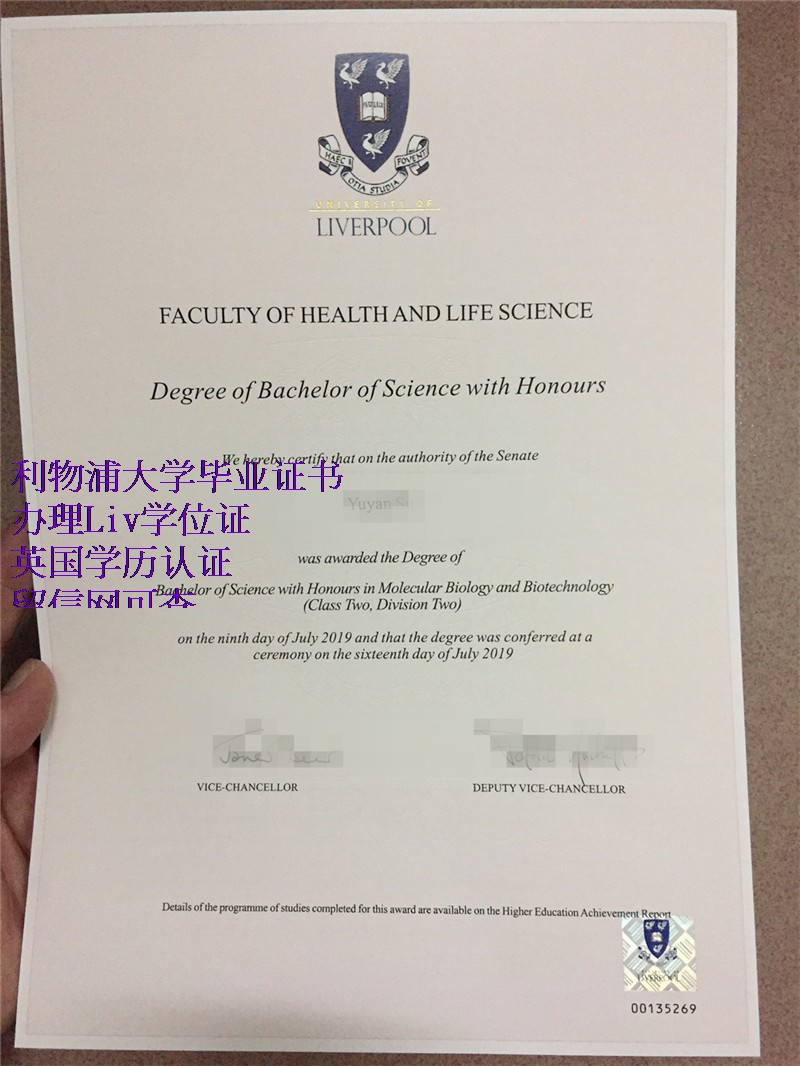 HAEC OTIA STUDIA FOVENT
UNIVERSITY OF
LIVERPOOL
FACULTY OF HEALTH AND LIFE SCIENCE
Degree of Bachelor of Science with Honours
We hereby certify that on the authority of the Senate
利物浦大学毕业证书
Yuyan
办理Liv学位证
was awarded the Degree of
英国学历认证
Bachelor of Science with Honours in Molecular Biology and Biotechnology
留信网可查
(Class Two, Division Two)
on the ninth day of July 2019 and that the degree was conferred at a
ceremony on the sixteenth day of July 2019
VICE-CHANCELLOR
DEPUTY VICE-CHANCELLOR
Details of the programme of studies completed for this award are available on the Higher Education Achievement Report
LIVERPOOL
00135269